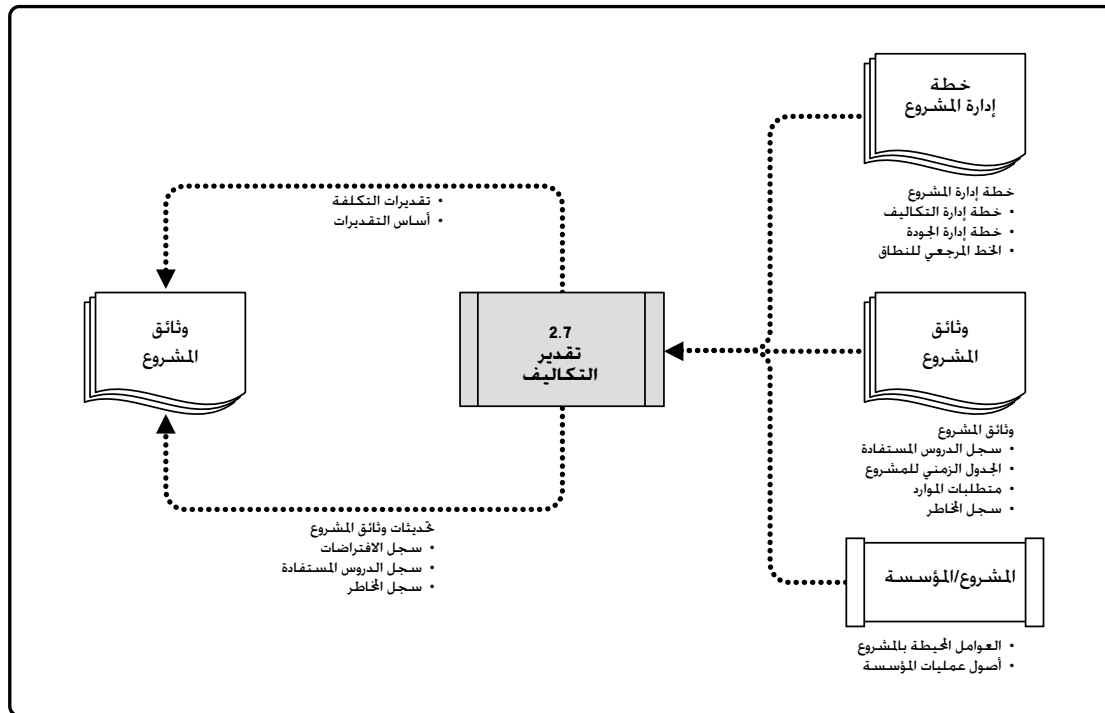 خطة
إدارة المشروع
خطة إدارة المشروع
• خطة إدارة التكاليف
• خطة إدارة الجودة
• الخط المرجعي للنطاق
• تقديرات التكلفة
• أساس التقديرات
وثائق
المشروع
2.7
تقدير
التكاليف
وثائق
المشروع
وثائق المشروع
• سجل الدروس المستفادة
• الجدول الزمني للمشروع
• متطلبات الموارد
• سجل المخاطر
تحديثات وثائق المشروع
• سجل الافتراضات
• سجل الدروس المستفادة
• سجل المخاطر
المشروع/المؤسسة
• العوامل المحيطة بالمشروع
• أصول عمليات المؤسسة